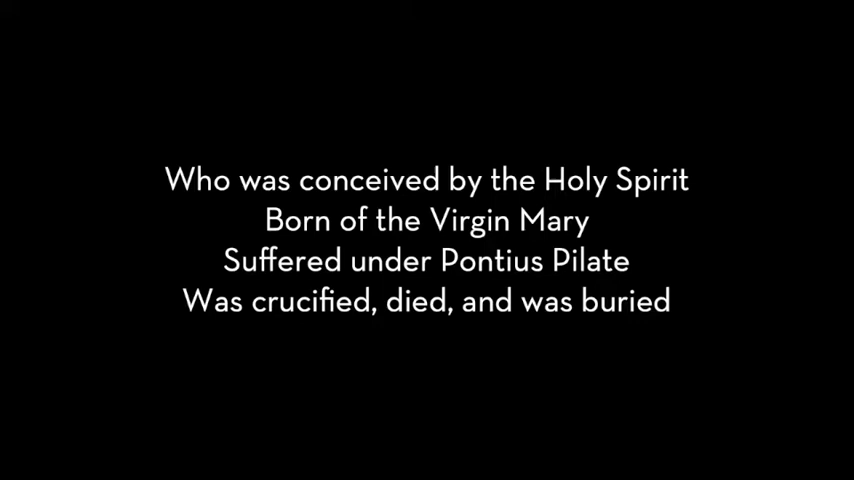 Who was conceived by the Holy Spirit
Born of the Virgin Mary
Suffered under Pontius Pilate
Was crucified, died, and was buried